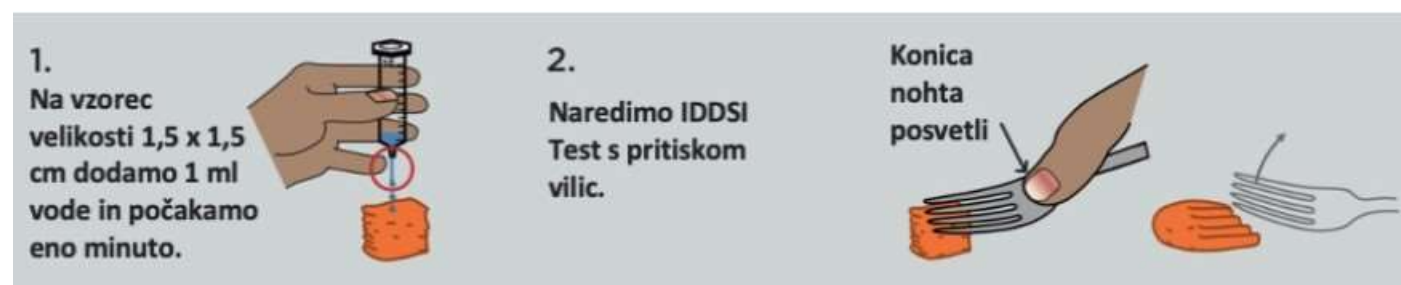 1.
Na vzorec
velikosti 1,5 x 1,5
cm dodamo 1 ml
vode in počakamo
eno minuto.
2.
Naredimo IDDSI
Test s pritiskom
vilic.
Konica
nohta
posvetli